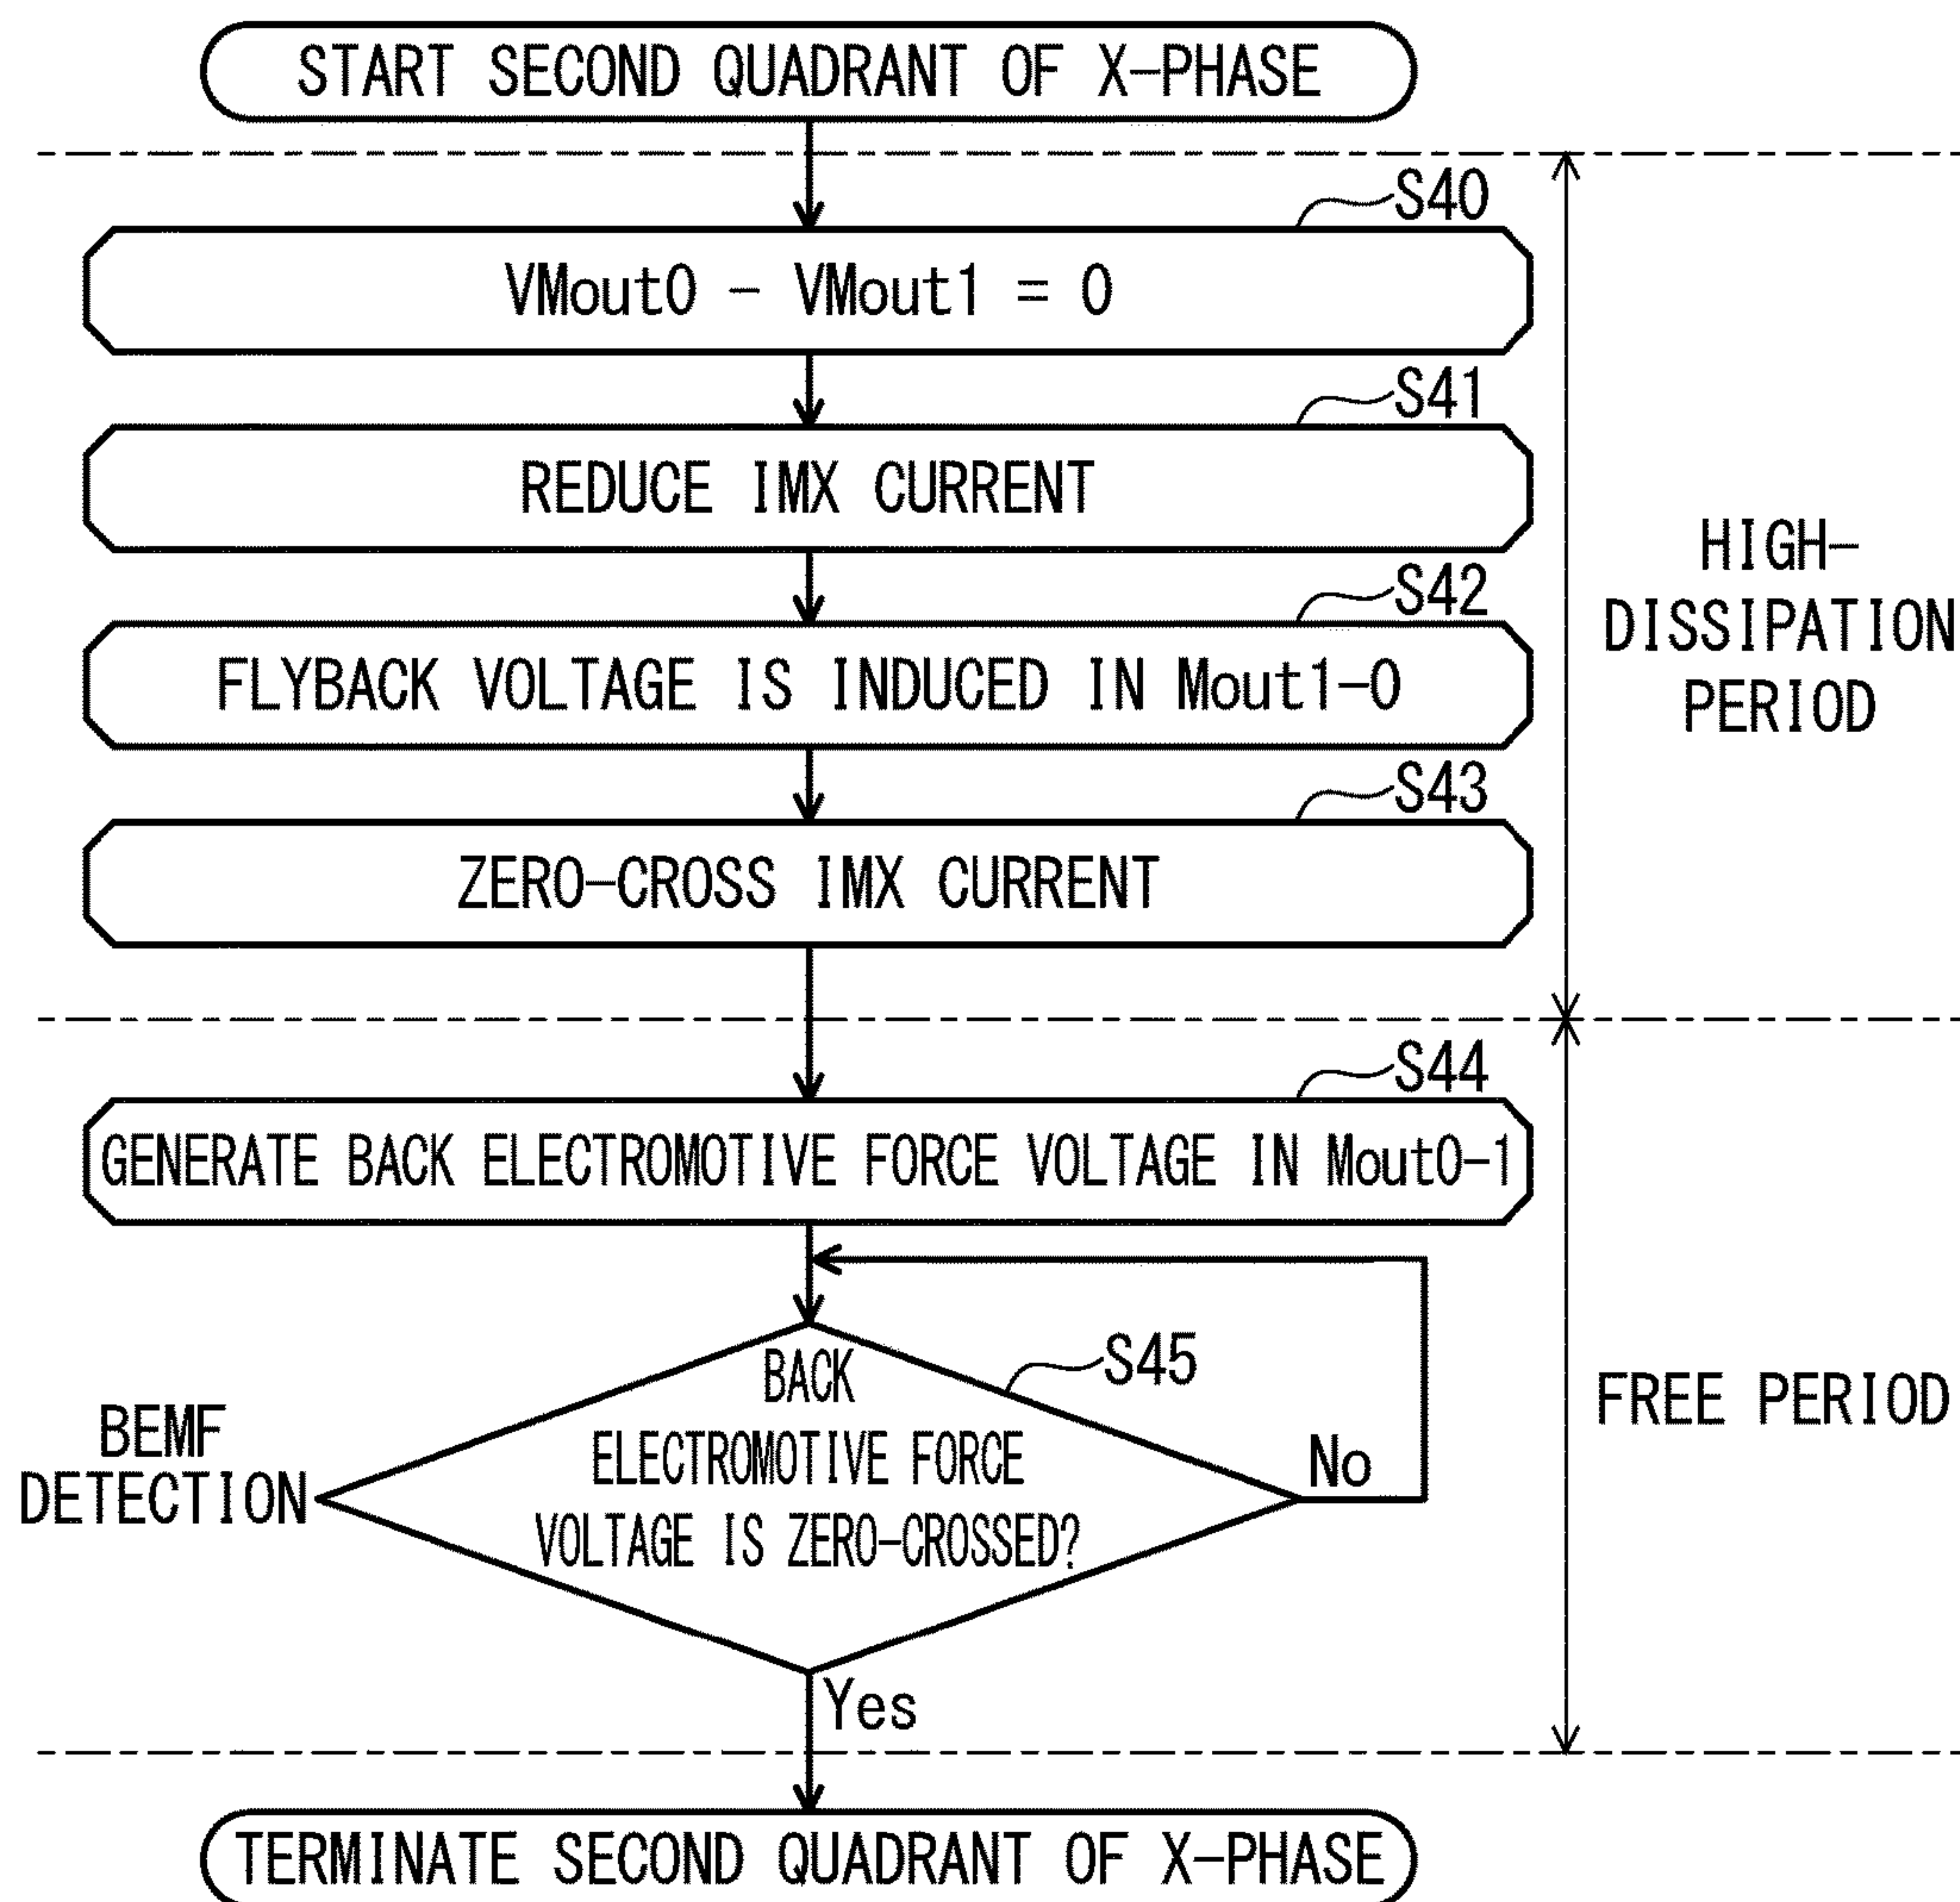 START SECOND QUADRANT OF X-PHASE
S40
VMout0 - VMout1 = 0
S41
REDUCE IMX CURRENT
S42
FLYBACK VOLTAGE IS INDUCED IN Mout1-0
S43
ZERO-CROSS IMX CURRENT
HIGH-
DISSIPATION
PERIOD
S44
GENERATE BACK ELECTROMOTIVE FORCE VOLTAGE IN Mout0-1
S45
BACK
ELECTROMOTIVE FORCE
VOLTAGE IS ZERO-CROSSED?
BEMF
DETECTION
No
Yes
FREE PERIOD
TERMINATE SECOND QUADRANT OF X-PHASE